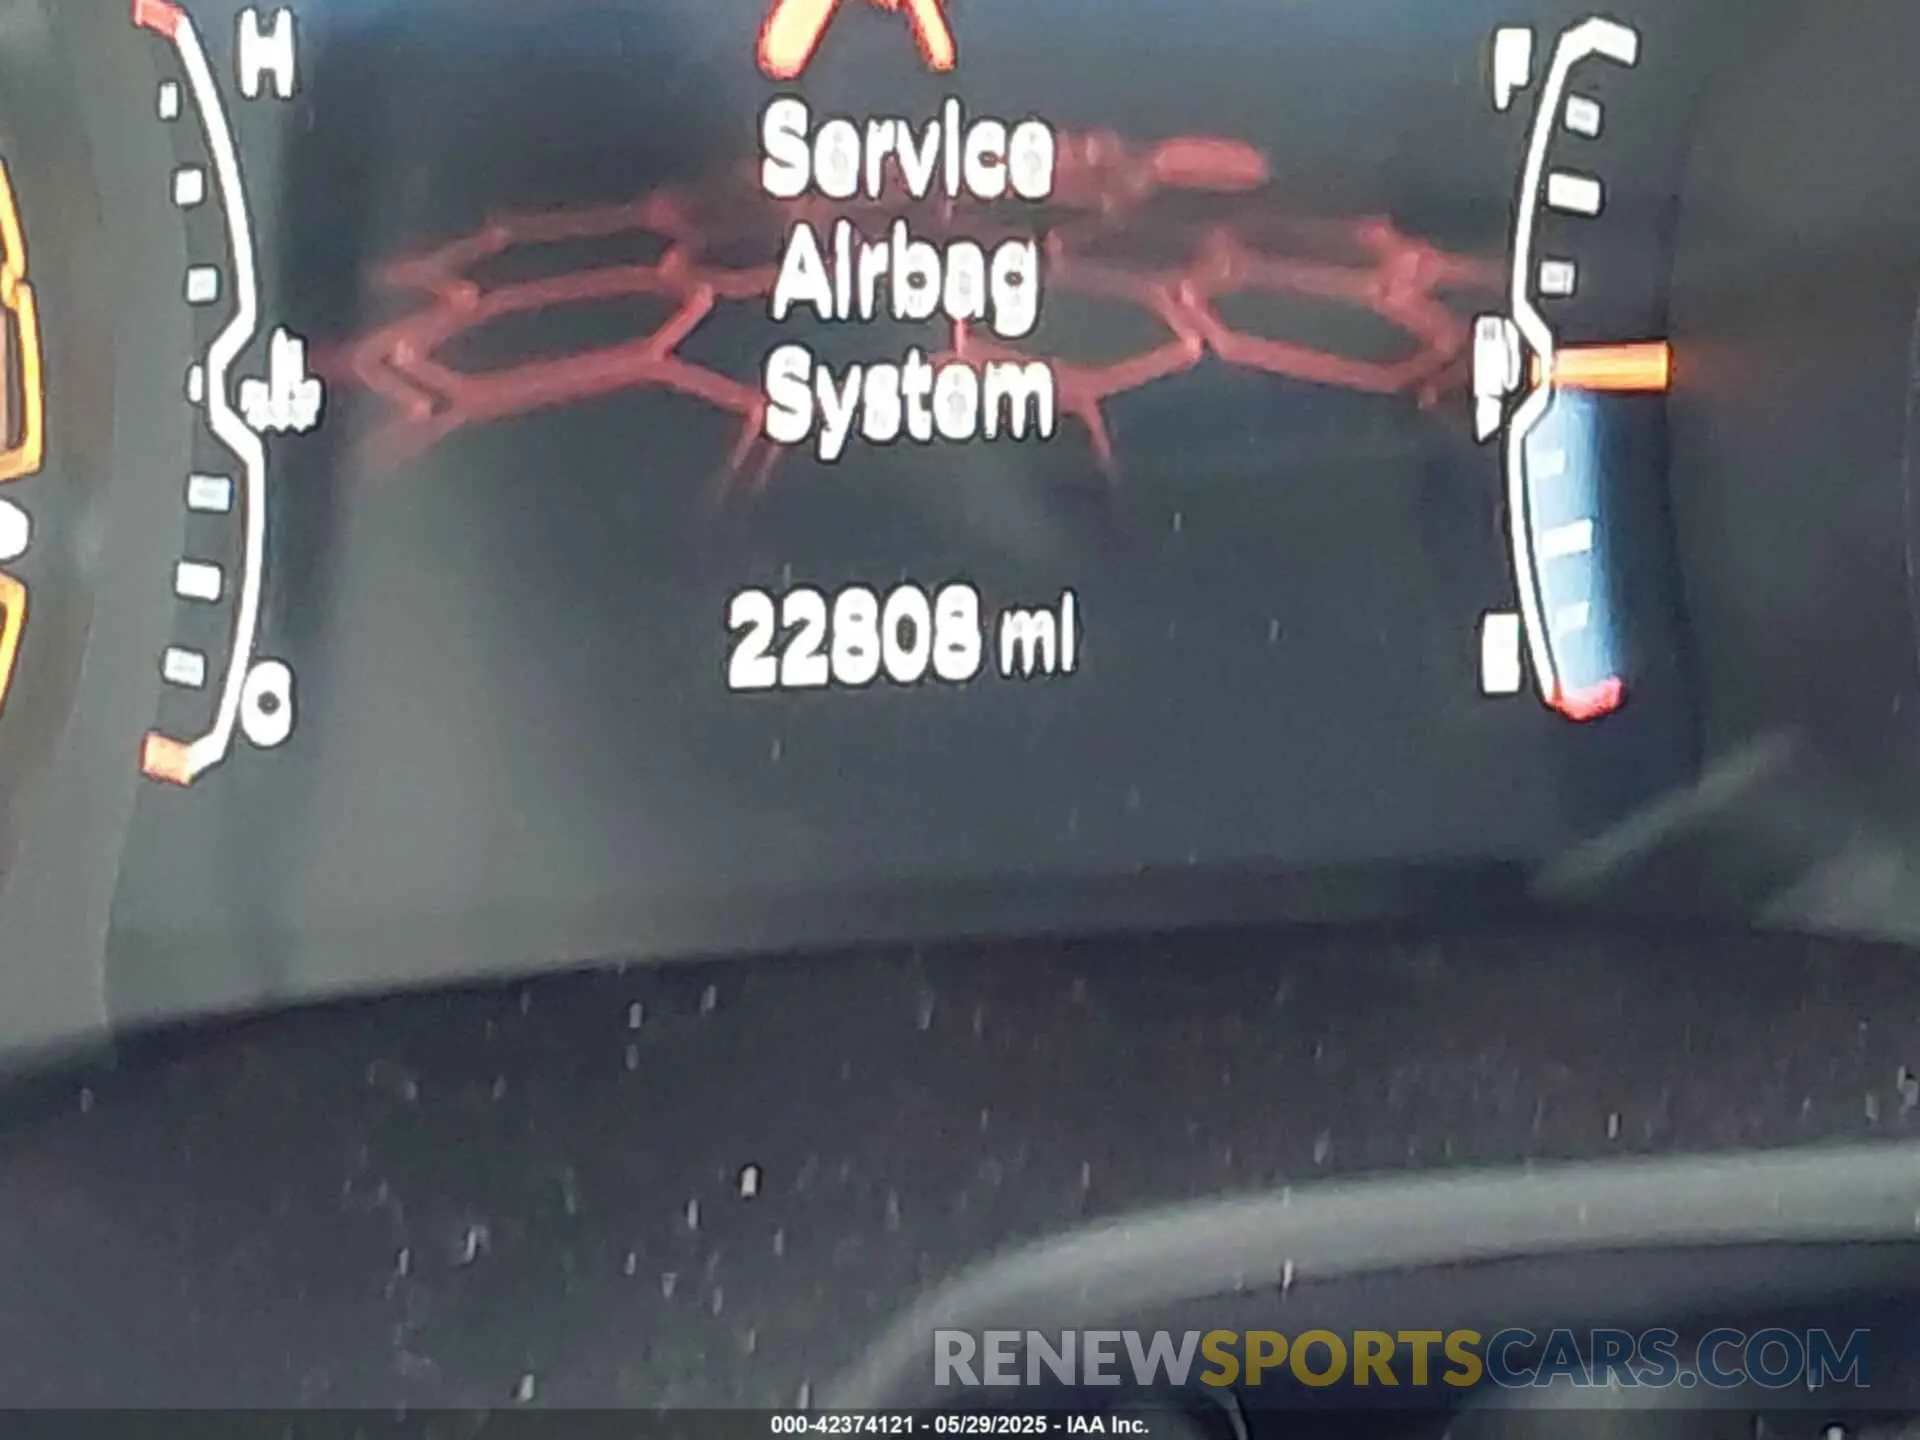 H
F
Service
Airbag
System
22808 mi
E
C
RENEWSPORTSCARS.COM
000-42374121 - 05/29/2025 - IAA Inc.